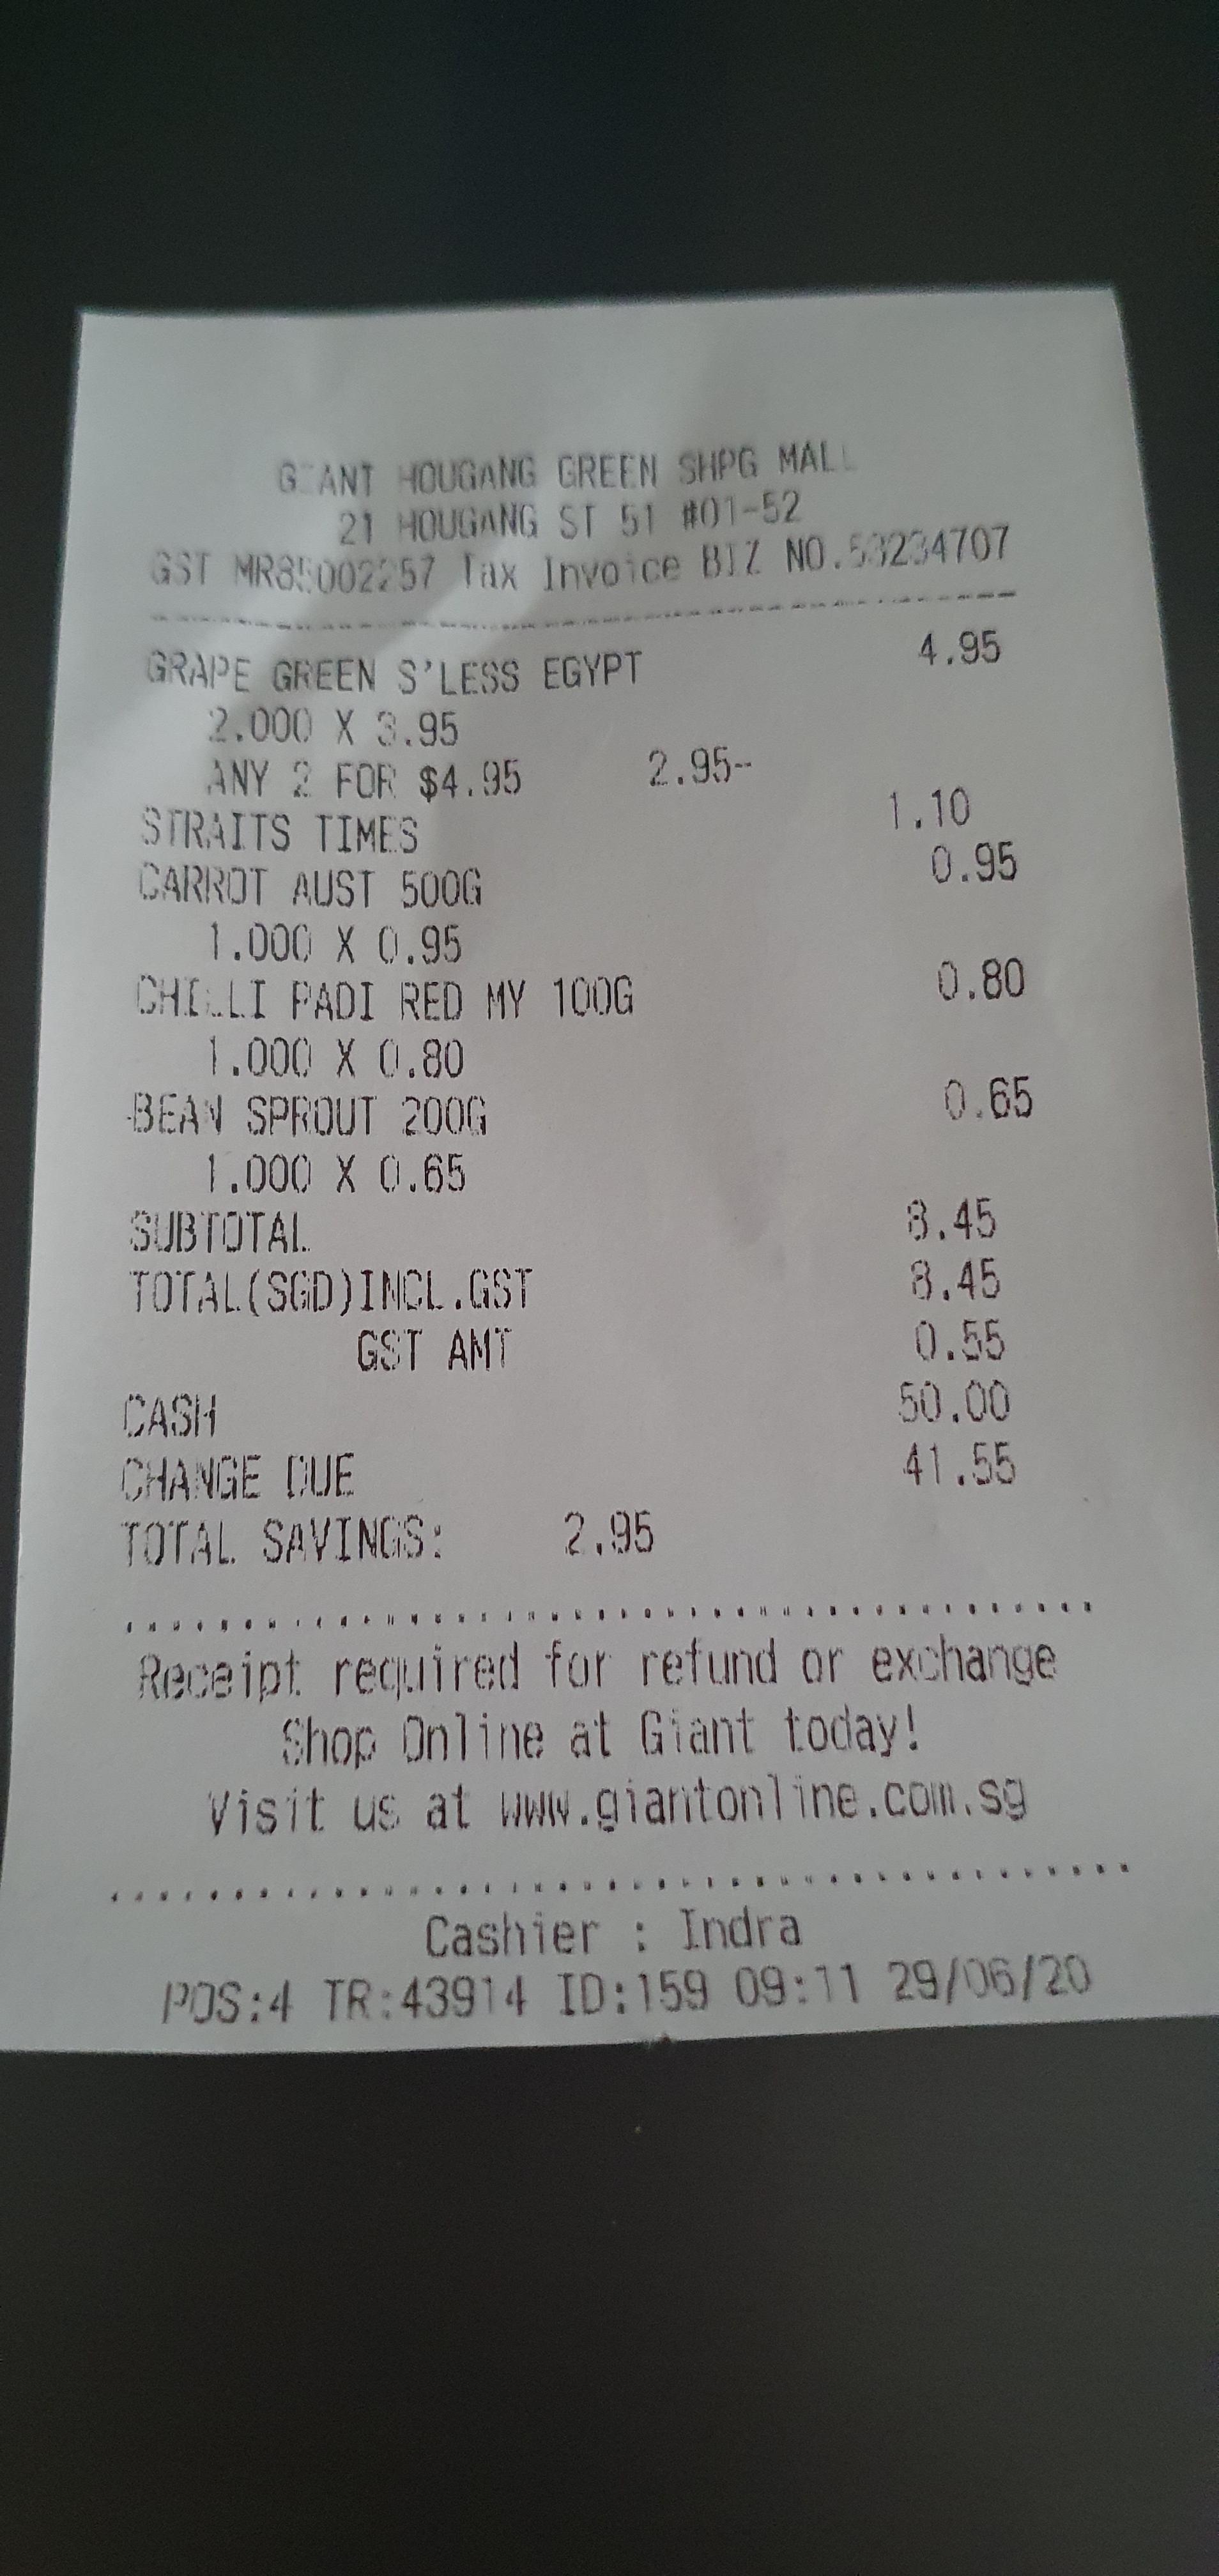 GIANT HOUGANG GREEN SHPG MALL
21 HOUGANG ST 51 #01-52
GST MR85002257 Tax Invoice BIZ NO.53234707
GRAPE GREEN S'LESS EGYPT 4.95
2.000 X 3.95
ANY 2 FOR $4.95 2.95-
STRAITS TIMES 1.10
CARROT AUST 500G 0.95
1.000 X 0.95
CHILLI PADI RED MY 100G 0.80
1.000 X 0.80
BEAN SPROUT 200G 0.65
1.000 X 0.65
SUBTOTAL 8.45
TOTAL(SGD)INCL.GST 8.45
GST AMT 0.55
CASH 50.00
CHANGE DUE 41.55
TOTAL SAVINGS: 2.95
Receipt required for refund or exchange
Shop Online at Giant today!
Visit us at www.giantonline.com.sg
Cashier : Indra
POS:4 TR:43914 ID:159 09:11 29/06/20